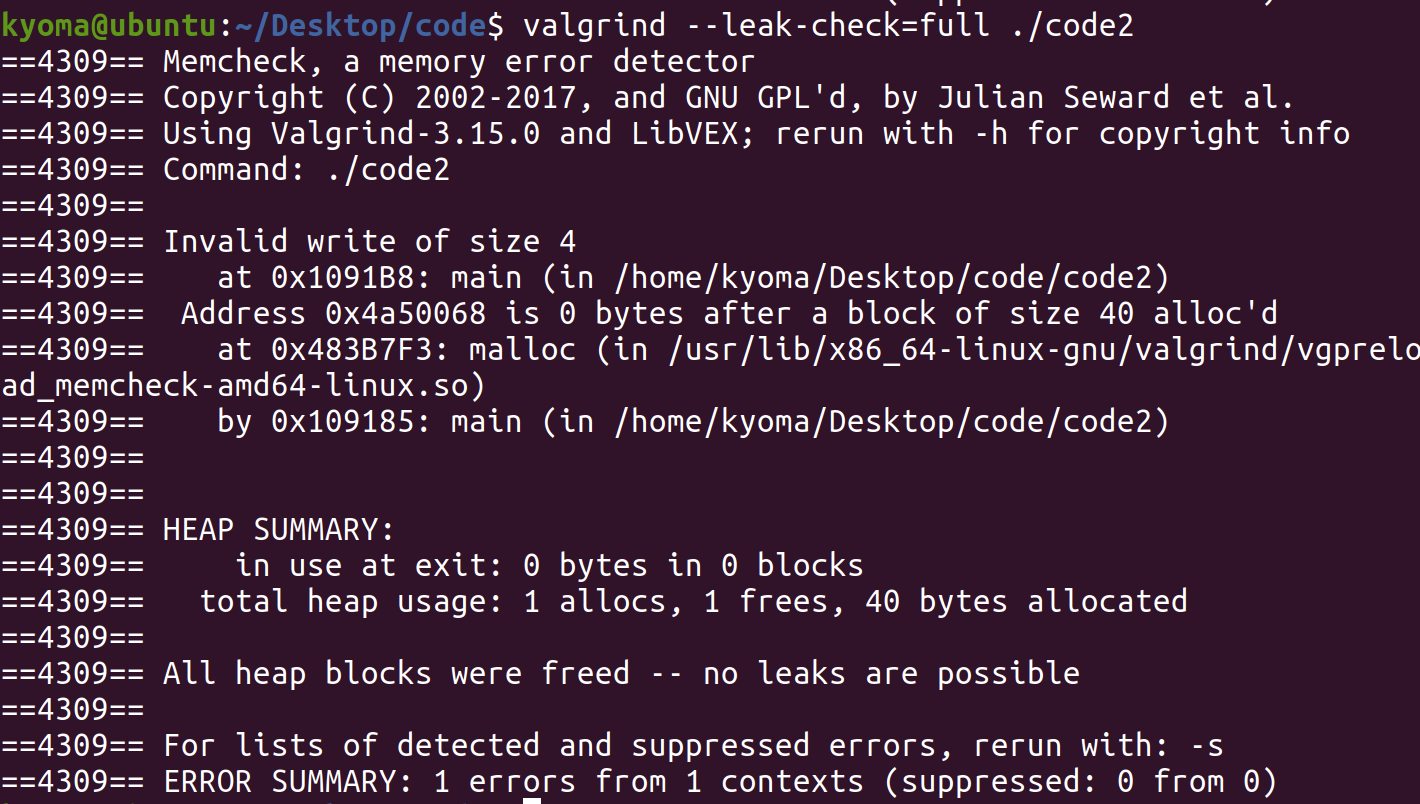 kyoma@ubuntu:~/Desktop/code$ valgrind --leak-check=full ./code2
==4309== Memcheck, a memory error detector
==4309== Copyright (C) 2002-2017, and GNU GPL'd, by Julian Seward et al.
==4309== Using Valgrind-3.15.0 and LibVEX; rerun with -h for copyright info
==4309== Command: ./code2
==4309==
==4309== Invalid write of size 4
==4309==    at 0x1091B8: main (in /home/kyoma/Desktop/code/code2)
==4309==  Address 0x4a50068 is 0 bytes after a block of size 40 alloc'd
==4309==    at 0x483B7F3: malloc (in /usr/lib/x86_64-linux-gnu/valgrind/vgprelo
ad_memcheck-amd64-linux.so)
==4309==    by 0x109185: main (in /home/kyoma/Desktop/code/code2)
==4309==
==4309==
==4309== HEAP SUMMARY:
==4309==     in use at exit: 0 bytes in 0 blocks
==4309==   total heap usage: 1 allocs, 1 frees, 40 bytes allocated
==4309==
==4309== All heap blocks were freed -- no leaks are possible
==4309==
==4309== For lists of detected and suppressed errors, rerun with: -s
==4309== ERROR SUMMARY: 1 errors from 1 contexts (suppressed: 0 from 0)